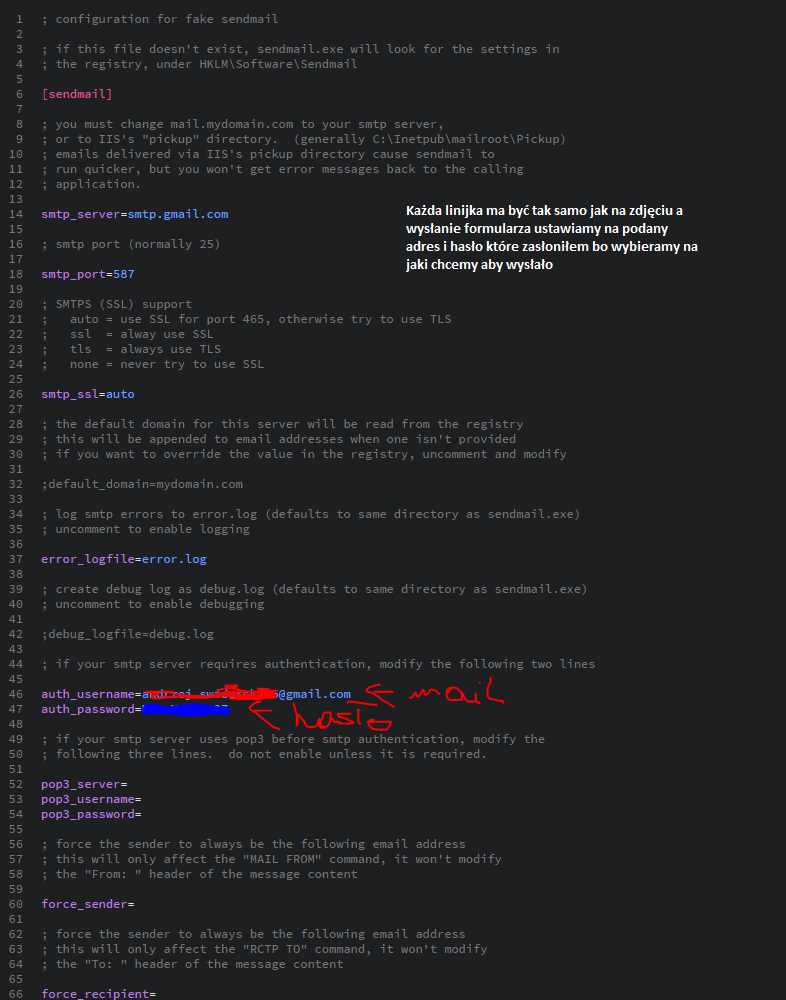 1 ; configuration for fake sendmail
2
3 ; if this file doesn't exist, sendmail.exe will look for the settings in
4 ; the registry, under HKLM\Software\Sendmail
5
6 [sendmail]
7
8 ; you must change mail.mydomain.com to your smtp server,
9 ; or to IIS's "pickup" directory.  (generally C:\Inetpub\mailroot\Pickup)
10 ; emails delivered via IIS's pickup directory cause sendmail to
11 ; run quicker, but you won't get error messages back to the calling
12 ; application.
13
14 smtp_server=smtp.gmail.com
15
16 ; smtp port (normally 25)
17
18 smtp_port=587
19
20 ; SMTPS (SSL) support
21 ;   auto = use SSL for port 465, otherwise try to use TLS
22 ;   ssl  = alway use SSL
23 ;   tls  = always use TLS
24 ;   none = never try to use SSL
25
26 smtp_ssl=auto
27
28 ; the default domain for this server will be read from the registry
29 ; this will be appended to email addresses when one isn't provided
30 ; if you want to override the value in the registry, uncomment and modify
31
32 ;default_domain=mydomain.com
33
34 ; log smtp errors to error.log (defaults to same directory as sendmail.exe)
35 ; uncomment to enable logging
36
37 error_logfile=error.log
38
39 ; create debug log as debug.log (defaults to same directory as sendmail.exe)
40 ; uncomment to enable debugging
41
42 ;debug_logfile=debug.log
43
44 ; if your smtp server requires authentication, modify the following two lines
45
46 auth_username= @gmail.com mail
47 auth_password= hasło
48
49 ; if your smtp server uses pop3 before smtp authentication, modify the
50 ; following three lines.  do not enable unless it is required.
51
52 pop3_server=
53 pop3_username=
54 pop3_password=
55
56 ; force the sender to always be the following email address
57 ; this will only affect the "MAIL FROM" command, it won't modify
58 ; the "From: " header of the message content
59
60 force_sender=
61
62 ; force the sender to always be the following email address
63 ; this will only affect the "RCTP TO" command, it won't modify
64 ; the "To: " header of the message content
65
66 force_recipient=
Każda linijka ma być tak samo jak na zdjęciu a
wysłanie formularza ustawiamy na podany
adres i hasło które zasłoniłem bo wybieramy na
jaki chcemy aby wysłało